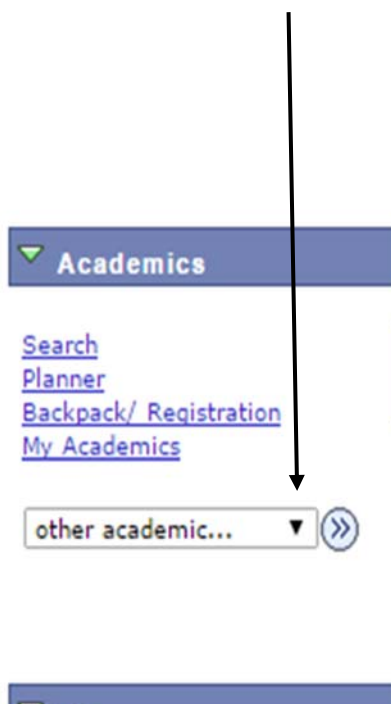 Academics
Search
Planner
Backpack/ Registration
My Academics
other academic...